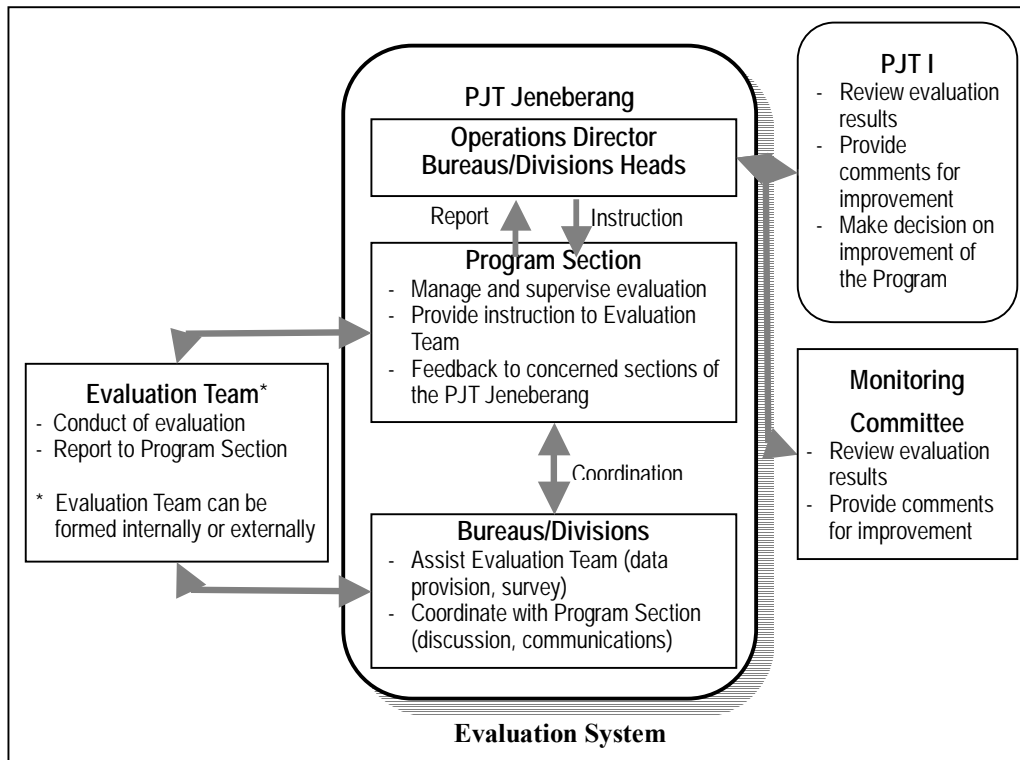 PJT Jeneberang
Operations Director
Bureaus/Divisions Heads
Report
Instruction
Program Section
- Manage and supervise evaluation
- Provide instruction to Evaluation
Team
- Feedback to concerned sections of
the PJT Jeneberang
Coordination
Bureaus/Divisions
- Assist Evaluation Team (data
provision, survey)
- Coordinate with Program Section
(discussion, communications)
Evaluation Team*
- Conduct of evaluation
- Report to Program Section
* Evaluation Team can be
formed internally or externally
PJT I
- Review evaluation
results
- Provide
comments for
improvement
- Make decision on
improvement of
the Program
Monitoring
Committee
- Review evaluation
results
- Provide comments
for improvement
Evaluation System